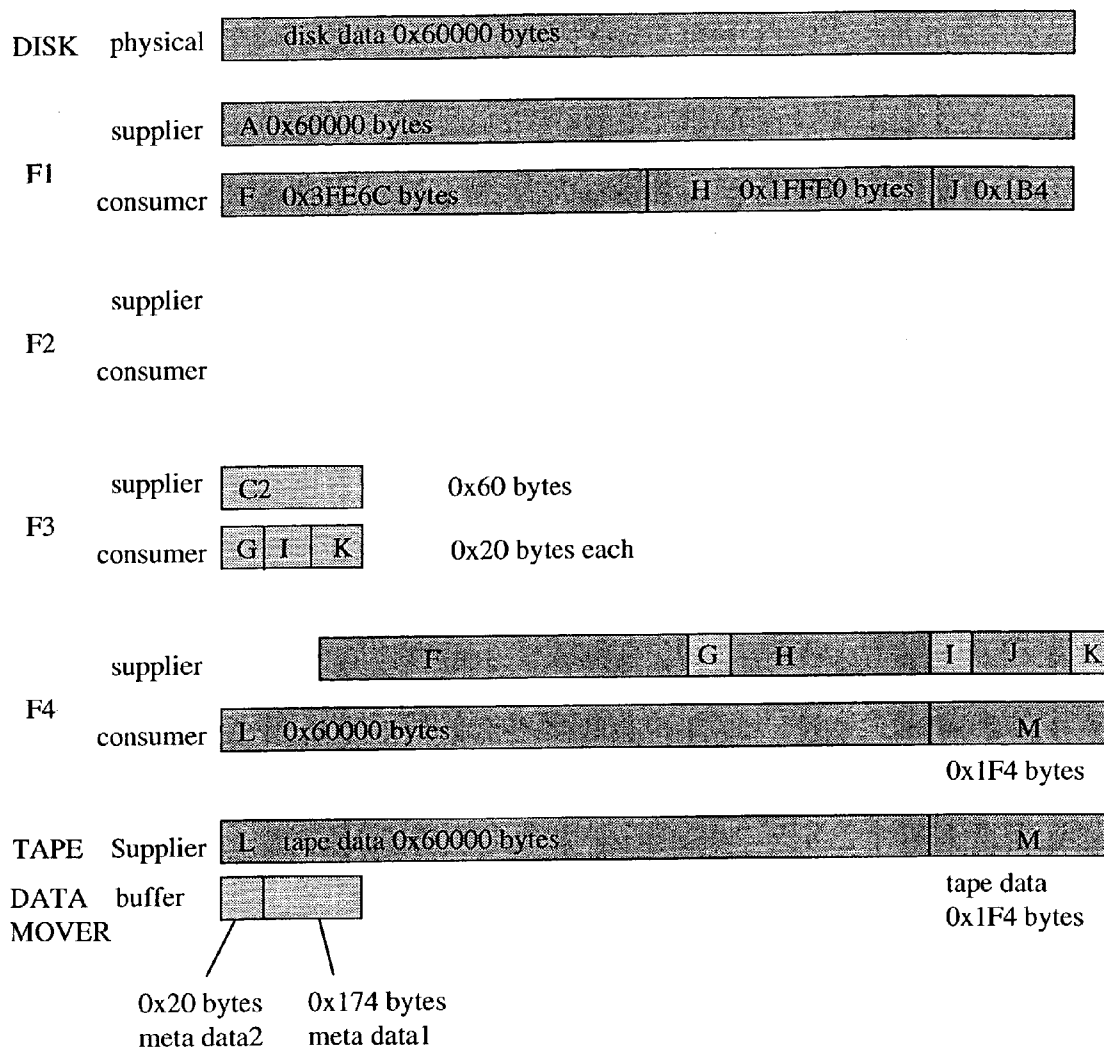 DISK physical disk data 0x60000 bytes
supplier A 0x60000 bytes
F1
consumer F 0x3FE6C bytes H 0x1FFE0 bytes J 0x1B4
supplier
F2
consumer
supplier C2 0x60 bytes
F3
consumer G I K 0x20 bytes each
supplier F G H I J K
F4
consumer L 0x60000 bytes M
0x1F4 bytes
TAPE Supplier L tape data 0x60000 bytes M
DATA buffer tape data
MOVER 0x1F4 bytes
0x20 bytes 0x174 bytes
meta data2 meta data1